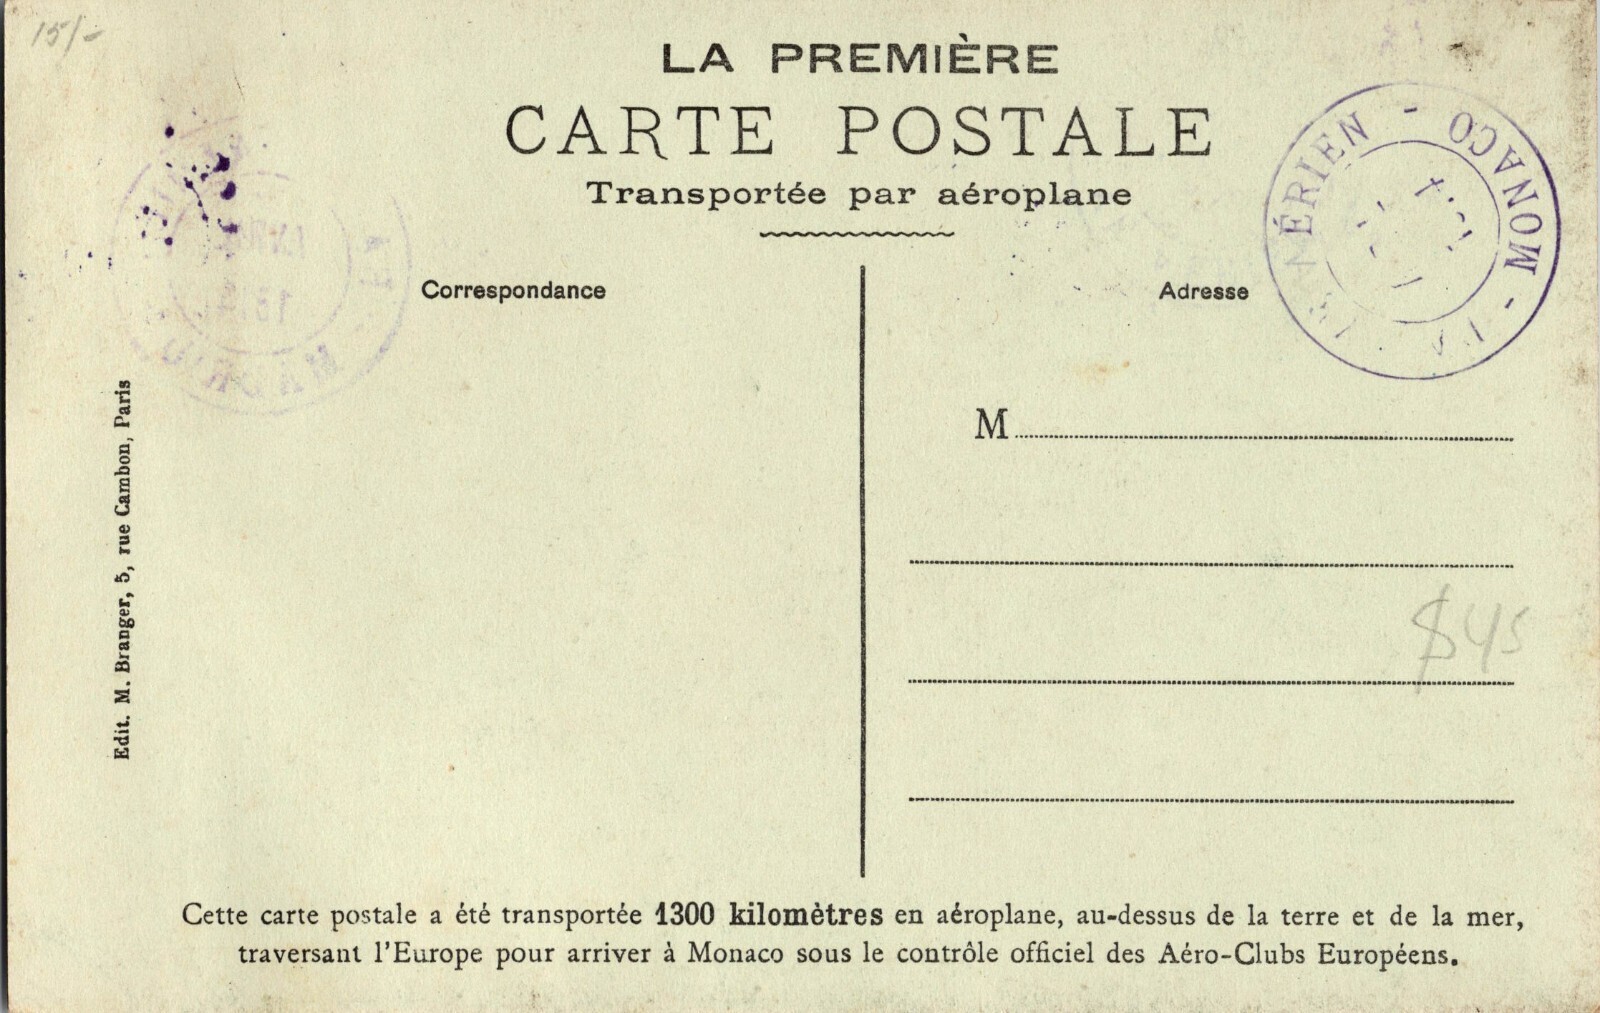 15/-
LA PREMIÈRE
CARTE POSTALE
Transportée par aéroplane
MONACO
Correspondance
Adresse
M
$45
Edit. M. Branger, 5, rue Cambon, Paris
Cette carte postale a été transportée 1300 kilomètres en aéroplane, au-dessus de la terre et de la mer,
traversant l'Europe pour arriver à Monaco sous le contrôle officiel des Aéro-Clubs Européens.